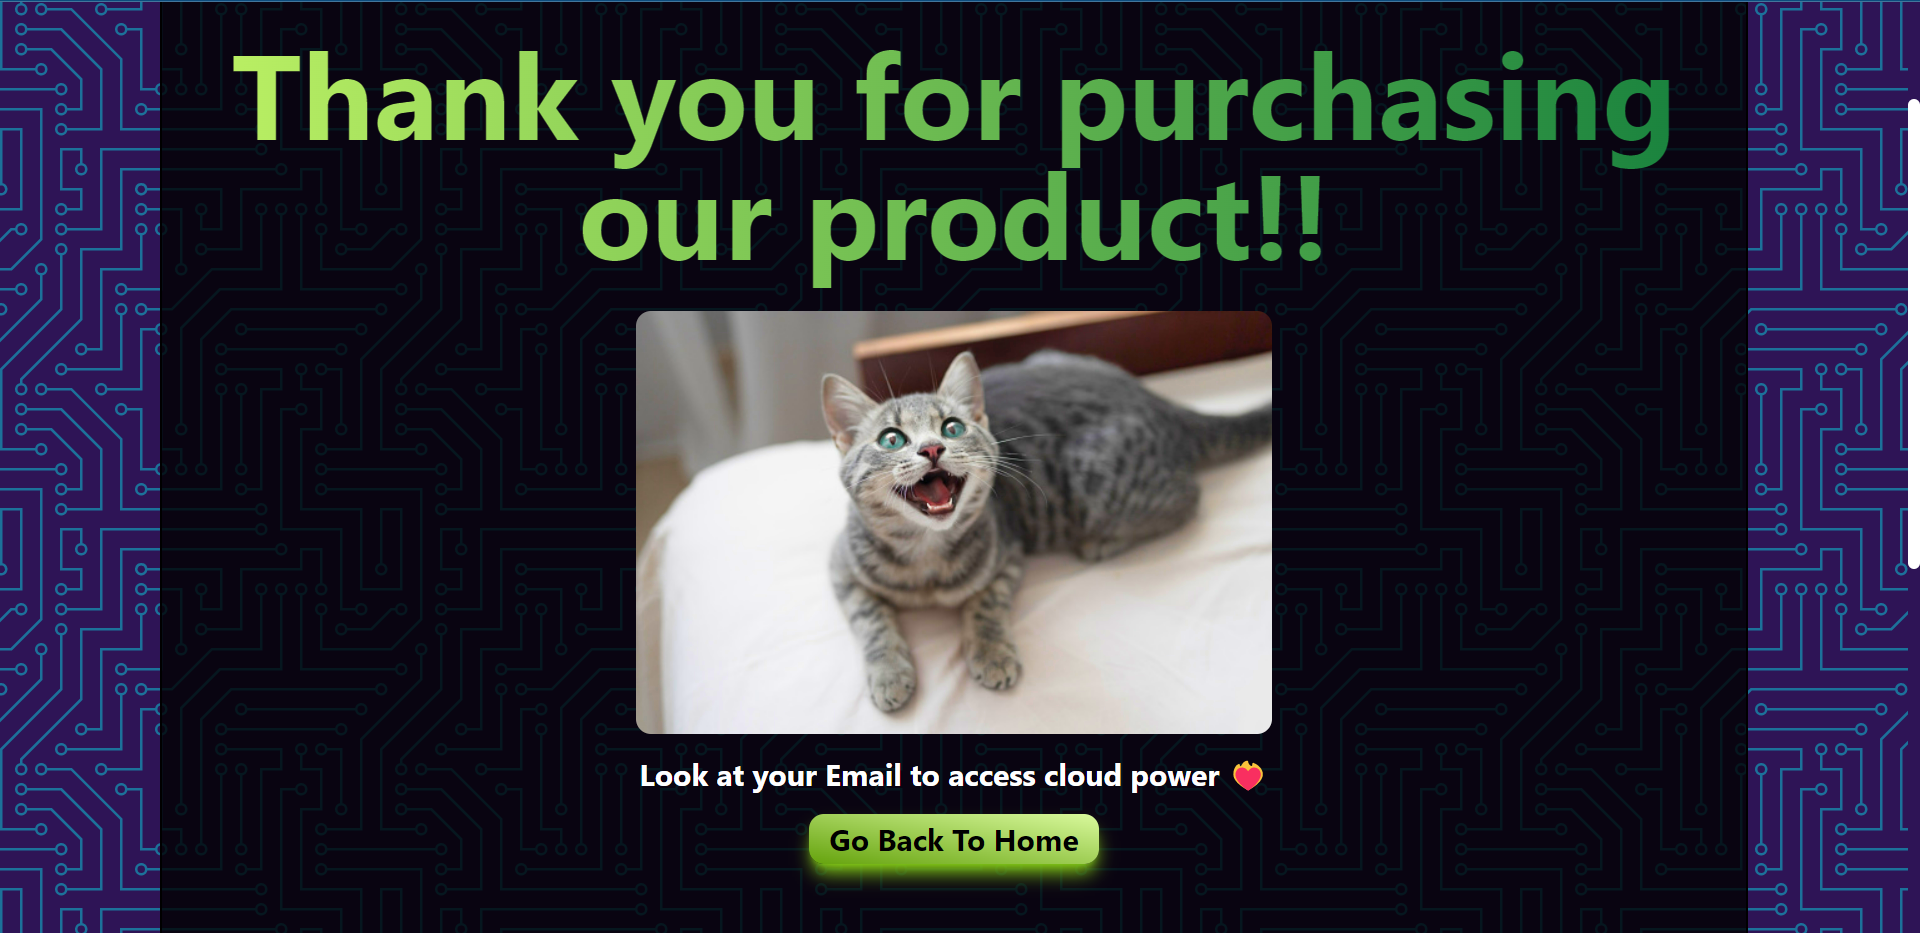 Thank you for purchasing
our product!!
Look at your Email to access cloud power ❤️‍🔥
Go Back To Home